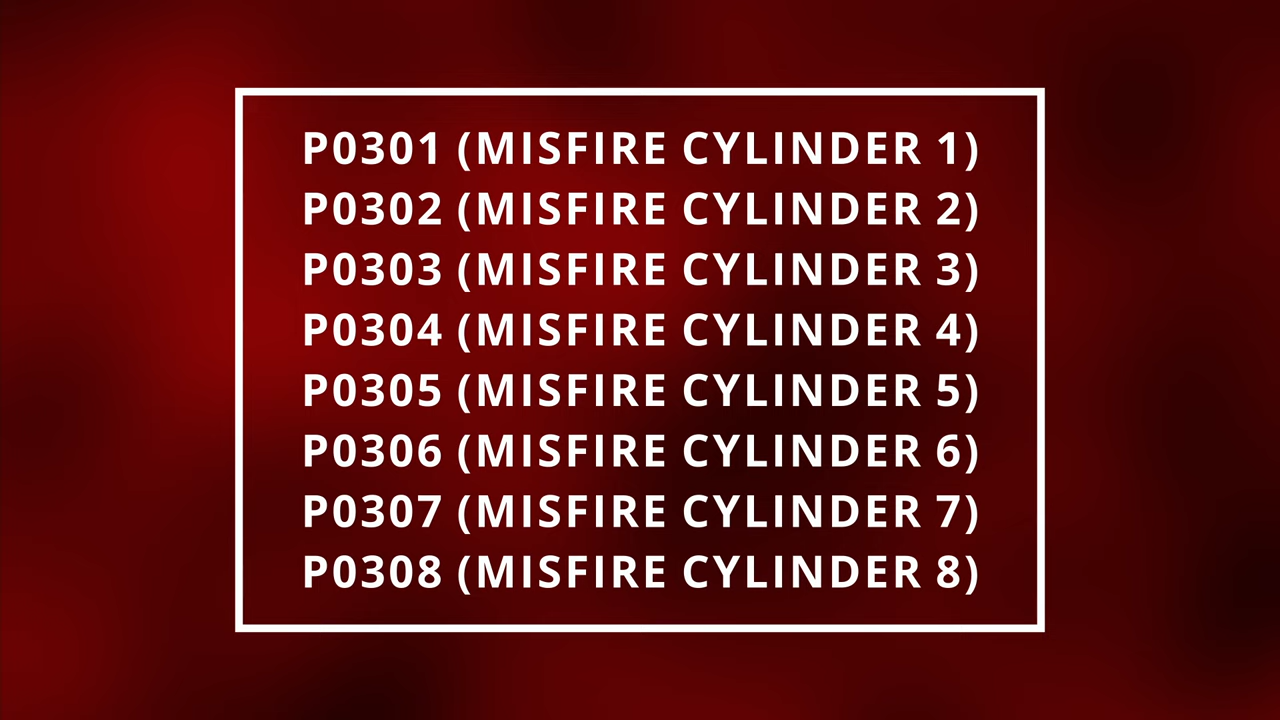 P0301 (MISFIRE CYLINDER 1)
P0302 (MISFIRE CYLINDER 2)
P0303 (MISFIRE CYLINDER 3)
P0304 (MISFIRE CYLINDER 4)
P0305 (MISFIRE CYLINDER 5)
P0306 (MISFIRE CYLINDER 6)
P0307 (MISFIRE CYLINDER 7)
P0308 (MISFIRE CYLINDER 8)